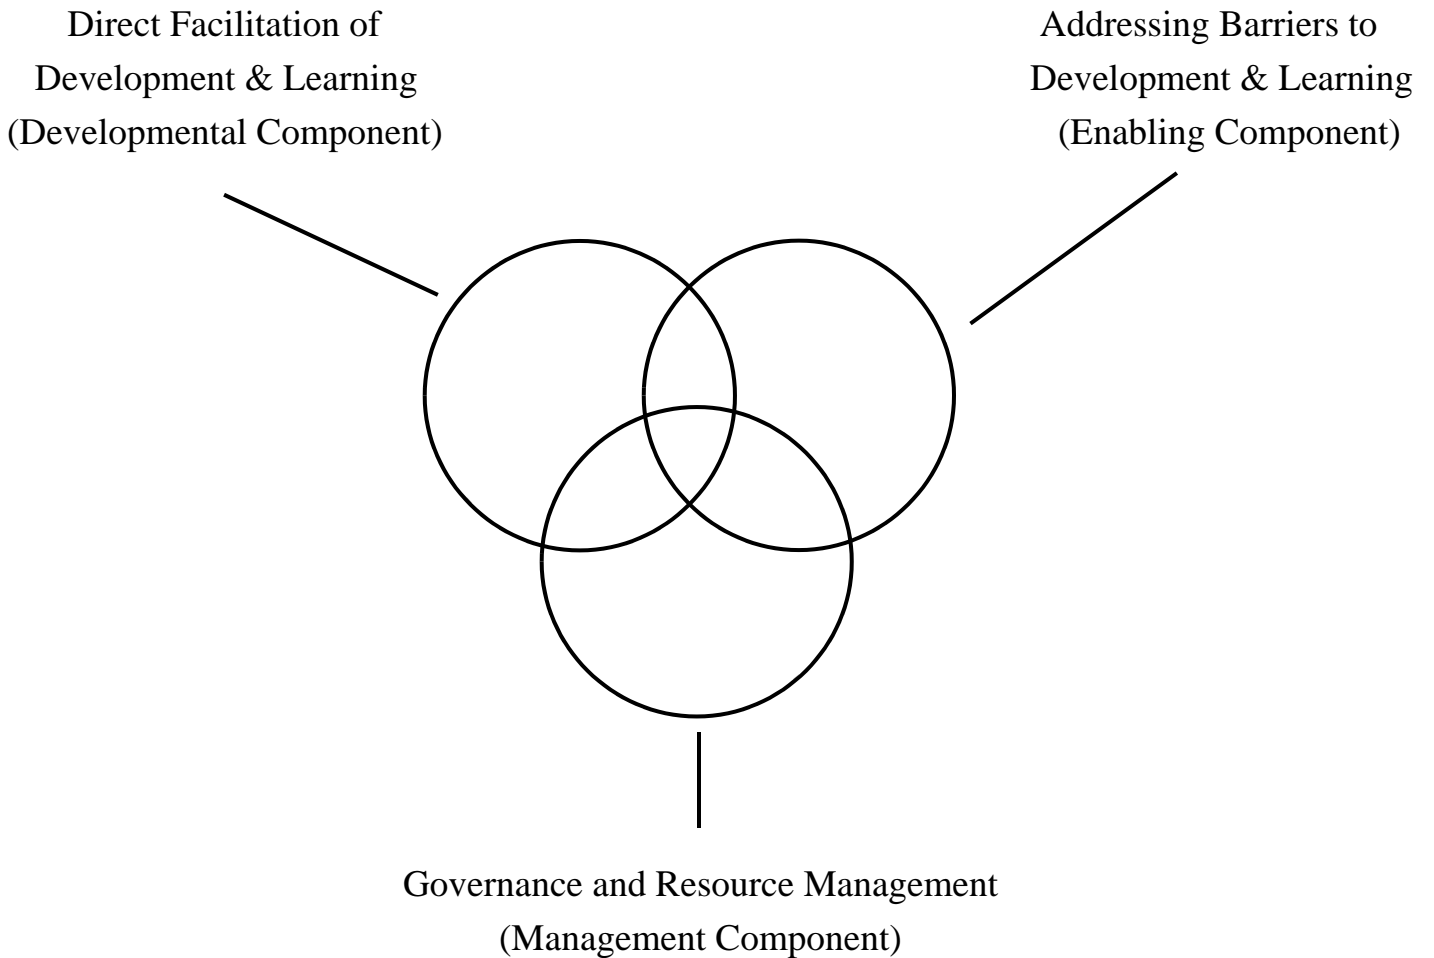 Direct Facilitation of
Development & Learning
(Developmental Component)
Addressing Barriers to
Development & Learning
(Enabling Component)
Governance and Resource Management
(Management Component)